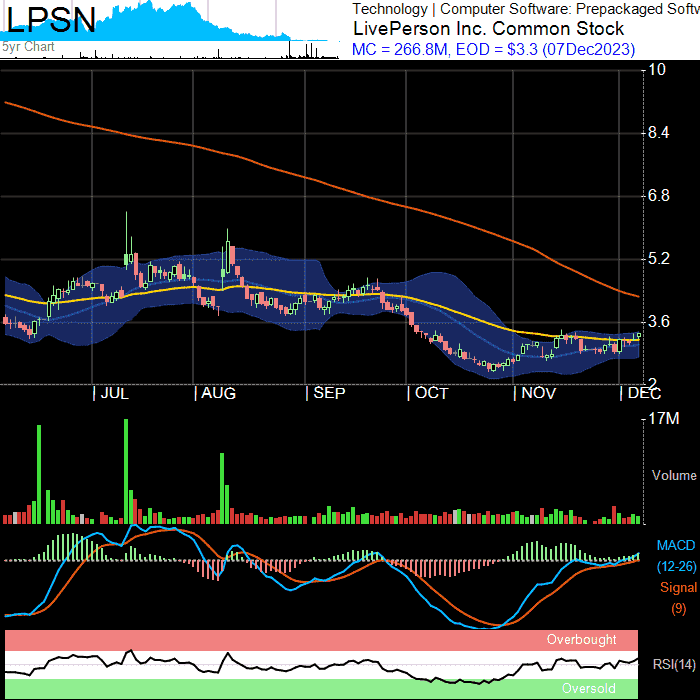 LPSN
5yr Chart
Technology | Computer Software: Prepackaged Softw
LivePerson Inc. Common Stock
MC = 266.8M, EOD = $3.3 (07Dec2023)
10
8.4
6.8
5.2
3.6
2
JUL AUG SEP OCT NOV DEC
17M
Volume
MACD
(12-26)
Signal
(9)
Overbought
RSI(14)
Oversold